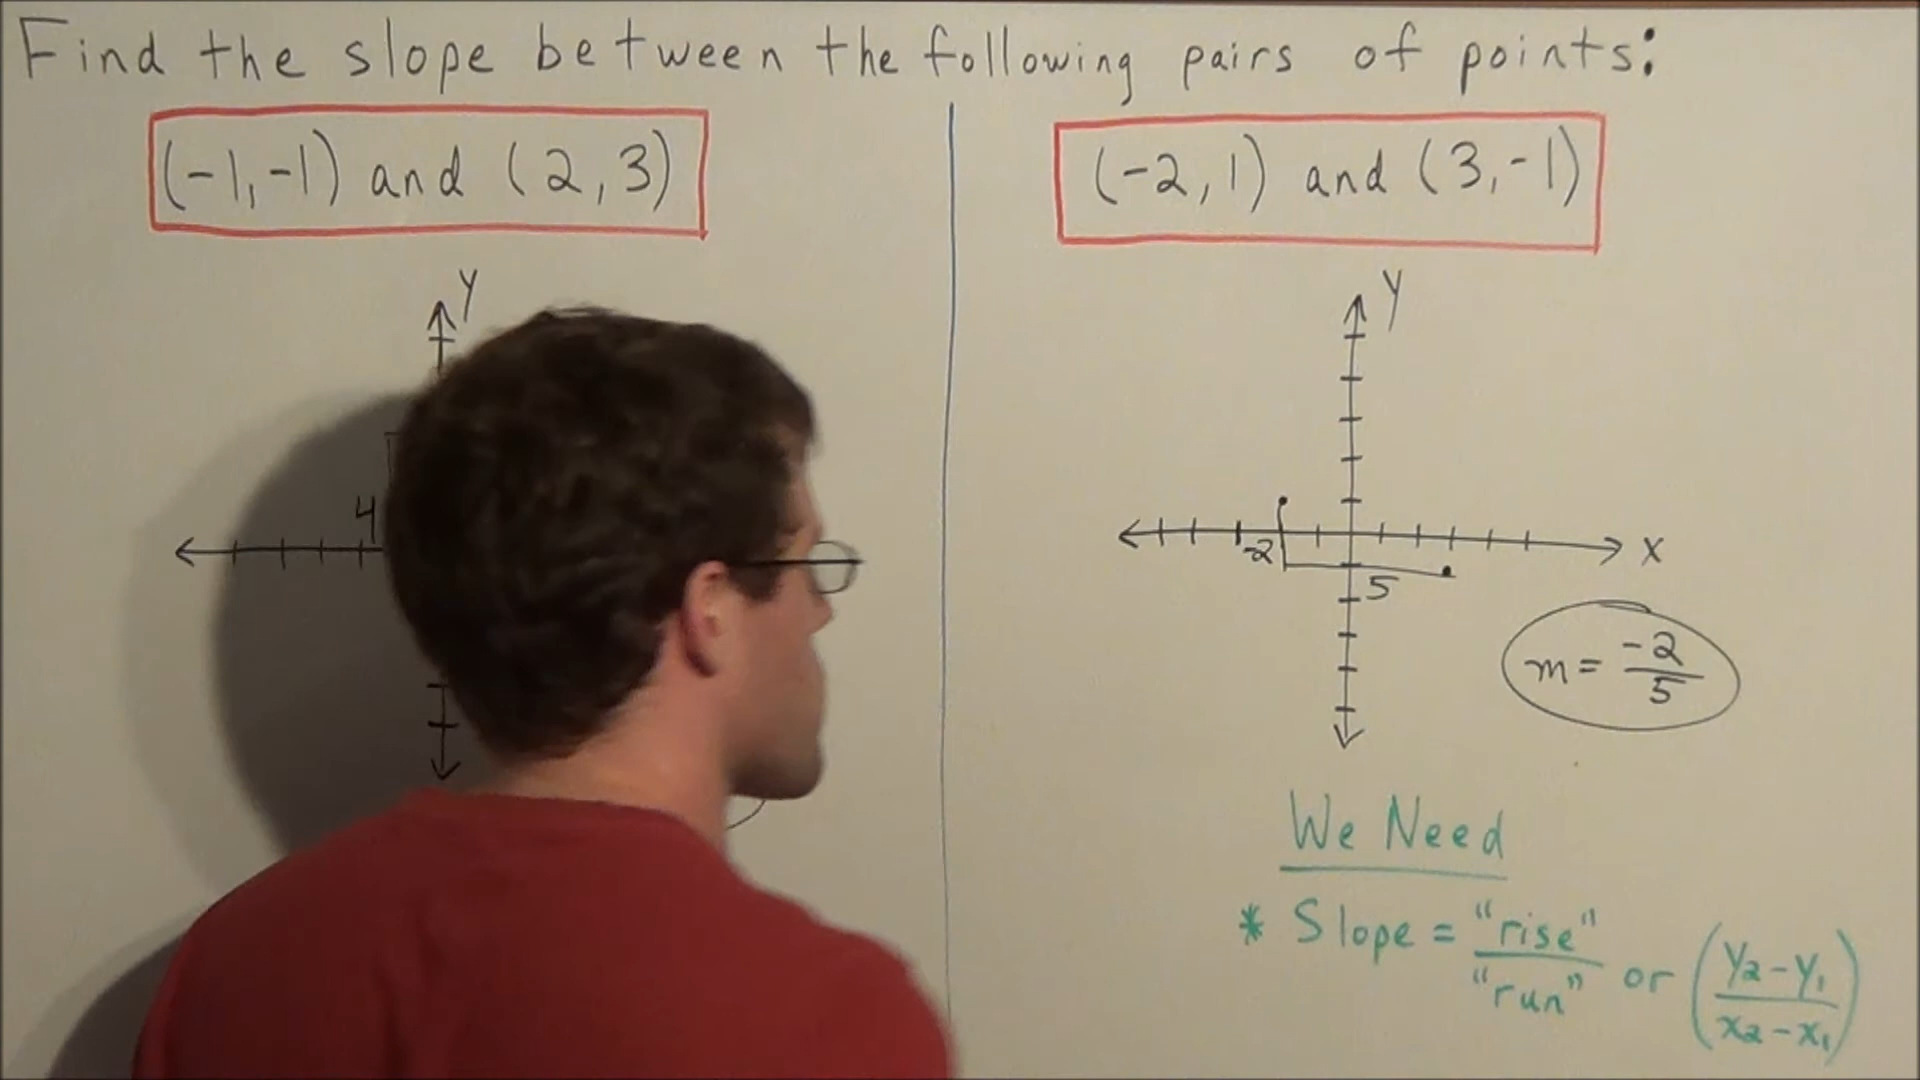 Find the slope between the following pairs of points:
(-1,-1) and (2,3)
(-2,1) and (3,-1)
Y
4
Y
X
-2
5
m = -2/5
We Need
* Slope = "rise"/"run" or (Y₂-Y₁/x₂-x₁)